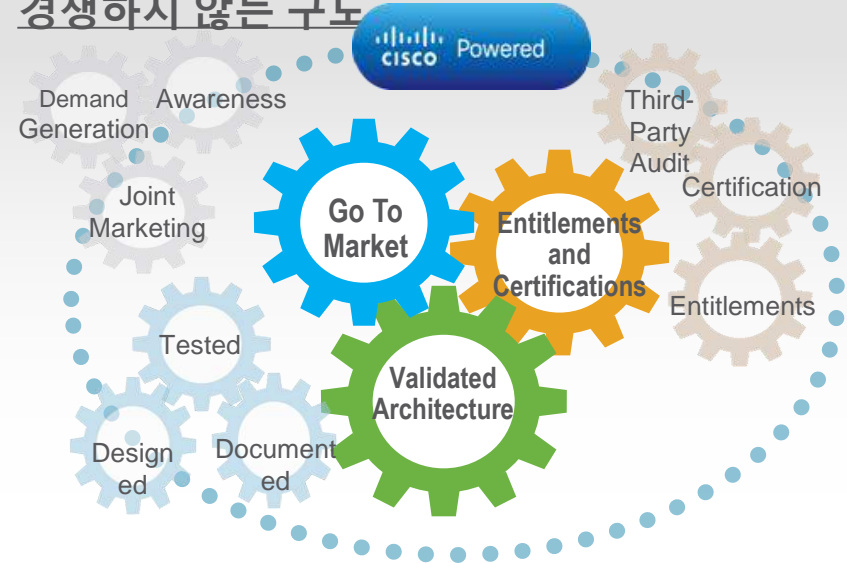 경쟁하지 않는 구도
CISCO Powered
Demand
Generation
Awareness
Joint
Marketing
Go To
Market
Entitlements
and
Certifications
Third-
Party
Audit
Certification
Entitlements
Tested
Design
ed
Document
ed
Validated
Architecture